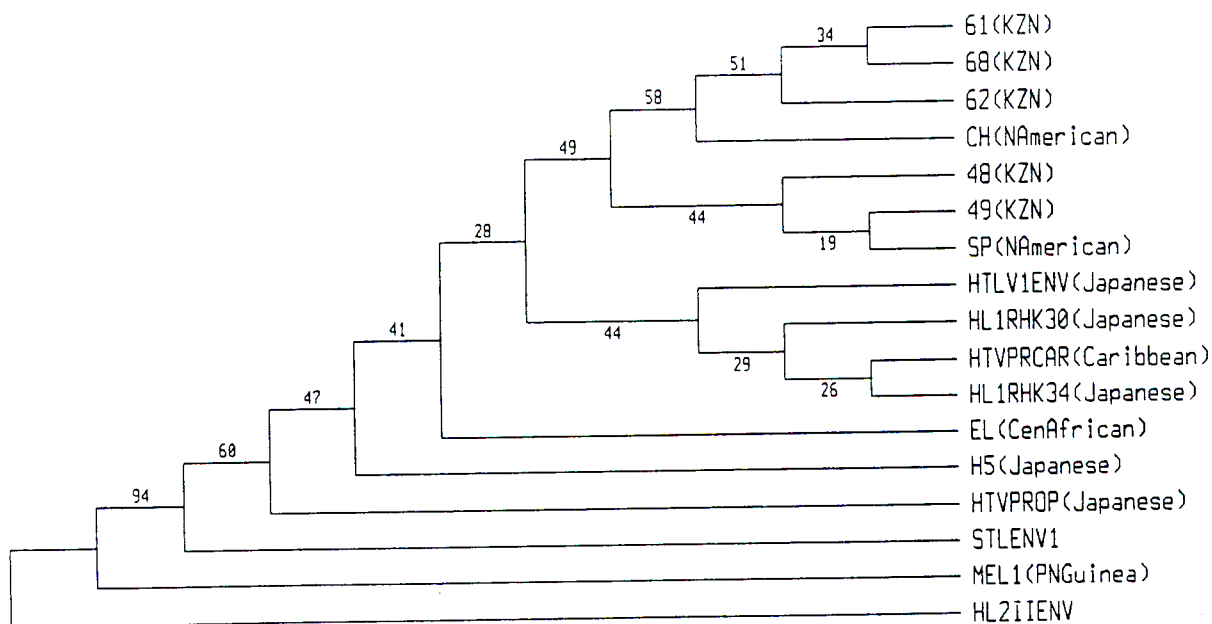 61(KZN)
34
68(KZN)
51
62(KZN)
58
CH(NAmerican)
49
48(KZN)
44
49(KZN)
19
SP(NAmerican)
28
HTLV1ENV(Japanese)
44
HL1RHK30(Japanese)
29
HTVPRCAR(Caribbean)
26
HL1RHK34(Japanese)
41
EL(CenAfrican)
47
H5(Japanese)
60
HTVPROP(Japanese)
94
STLENV1
MEL1(PNGuinea)
HL2IIENV